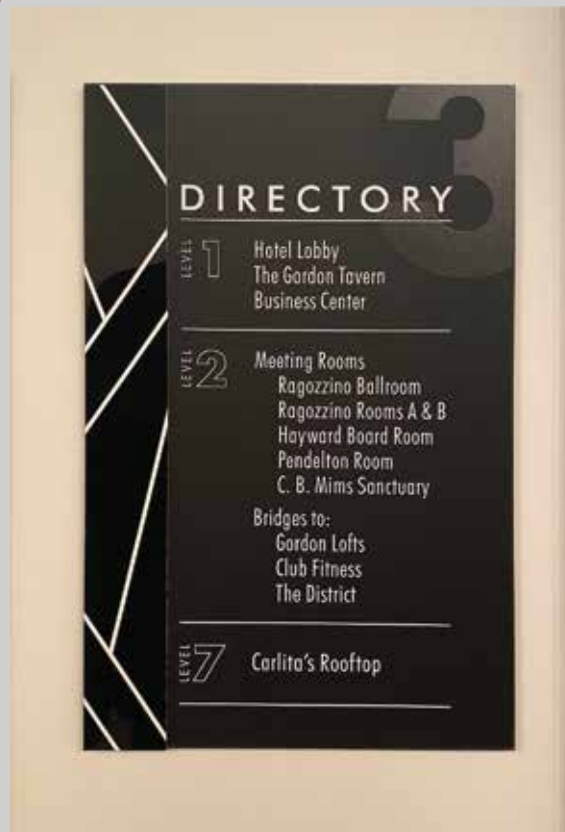 3
DIRECTORY
LEVEL 1
Hotel Lobby
The Gordon Tavern
Business Center
LEVEL 2
Meeting Rooms
Ragozzino Ballroom
Ragozzino Rooms A & B
Hayward Board Room
Pendelton Room
C. B. Mims Sanctuary
Bridges to:
Gordon Lofts
Club Fitness
The District
LEVEL 7
Carlita's Rooftop